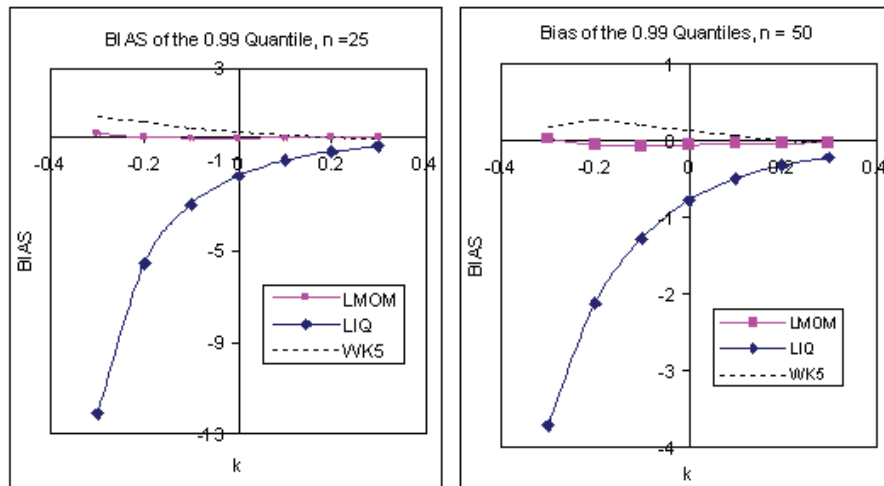 BIAS of the 0.99 Quantile, n =25
3
-0.4
-0.2
-1
0
0.2
0.4
-5
-9
-13
BIAS
k
LMOM
LIQ
WK5
Bias of the 0.99 Quantiles, n = 50
1
0
-0.4
-0.2
0
0.2
0.4
-1
-2
-3
-4
BIAS
k
LMOM
LIQ
WK5